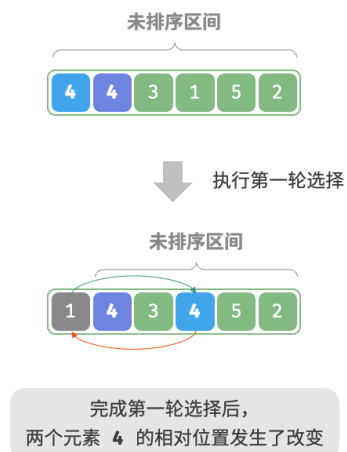 未排序区间
4 4 3 1 5 2
执行第一轮选择
未排序区间
1 4 3 4 5 2
完成第一轮选择后，
两个元素 4 的相对位置发生了改变